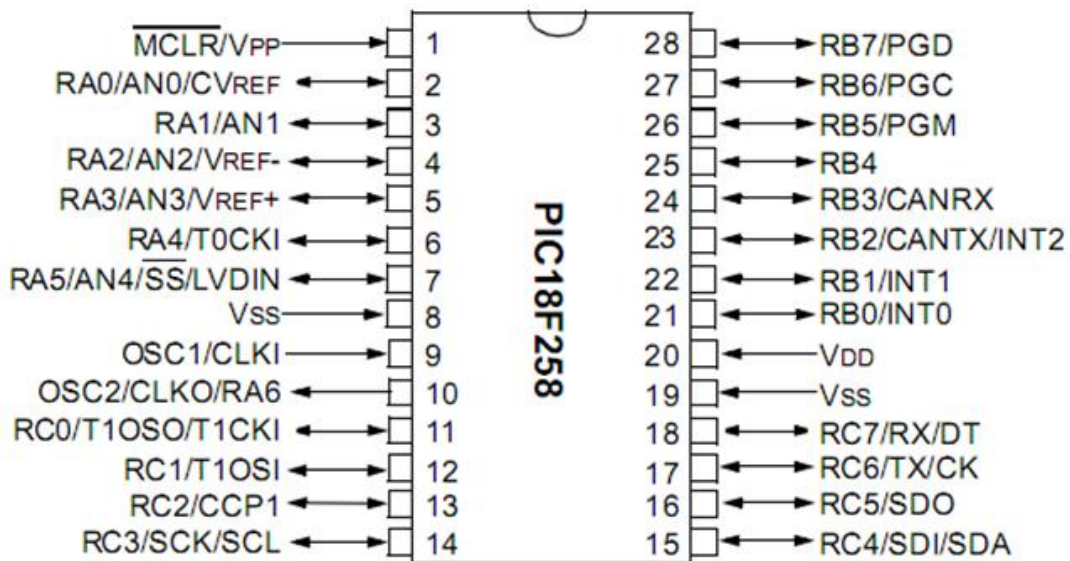 MCLR/VPP 1 28 RB7/PGD
RA0/AN0/CVREF 2 27 RB6/PGC
RA1/AN1 3 26 RB5/PGM
RA2/AN2/VREF- 4 25 RB4
RA3/AN3/VREF+ 5 24 RB3/CANRX
RA4/T0CKI 6 23 RB2/CANTX/INT2
RA5/AN4/SS/LVDIN 7 22 RB1/INT1
VSS 8 21 RB0/INT0
OSC1/CLKI 9 20 VDD
OSC2/CLKO/RA6 10 19 VSS
RC0/T1OSO/T1CKI 11 18 RC7/RX/DT
RC1/T1OSI 12 17 RC6/TX/CK
RC2/CCP1 13 16 RC5/SDO
RC3/SCK/SCL 14 15 RC4/SDI/SDA
PIC18F258